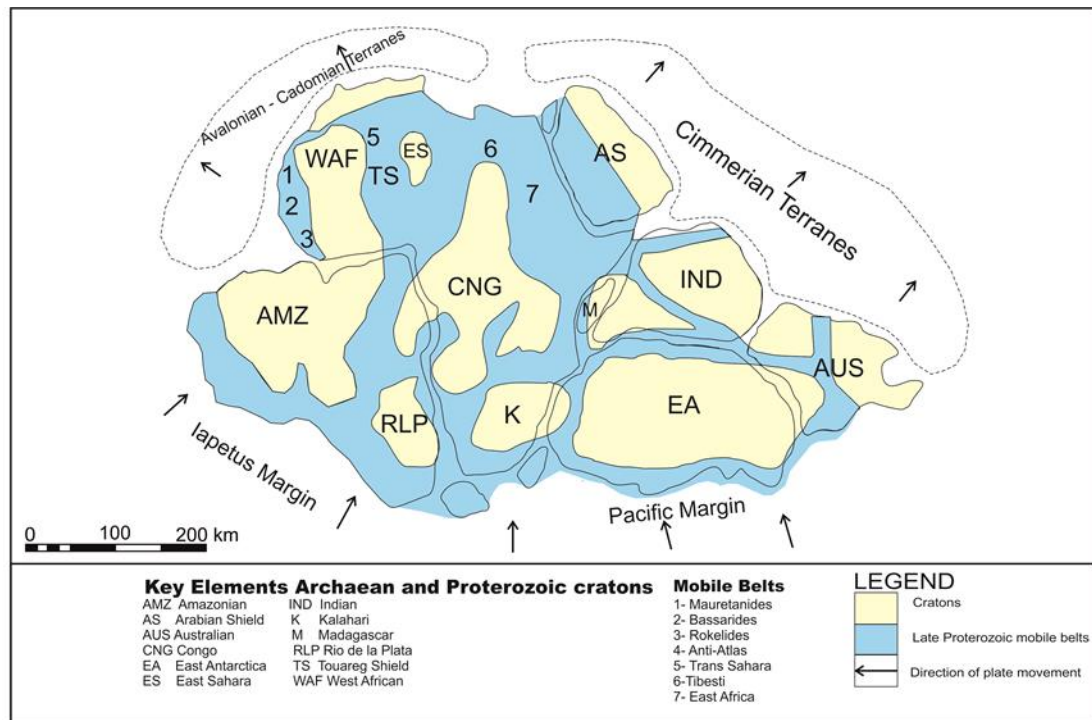 Avalonian - Cadomian Terranes
Cimmerian Terranes
5
ES
WAF
TS
6
AS
1
2
7
3
IND
CNG
M
AMZ
AUS
EA
RLP
K
Iapetus Margin
Pacific Margin
0 100 200 km
Key Elements Archaean and Proterozoic cratons
AMZ Amazonian IND Indian
AS Arabian Shield K Kalahari
AUS Australian M Madagascar
CNG Congo RLP Rio de la Plata
EA East Antarctica TS Touareg Shield
ES East Sahara WAF West African
Mobile Belts
1- Mauretanides
2- Bassarides
3- Rokelides
4- Anti-Atlas
5- Trans Sahara
6-Tibesti
7- East Africa
LEGEND
Cratons
Late Proterozoic mobile belts
Direction of plate movement